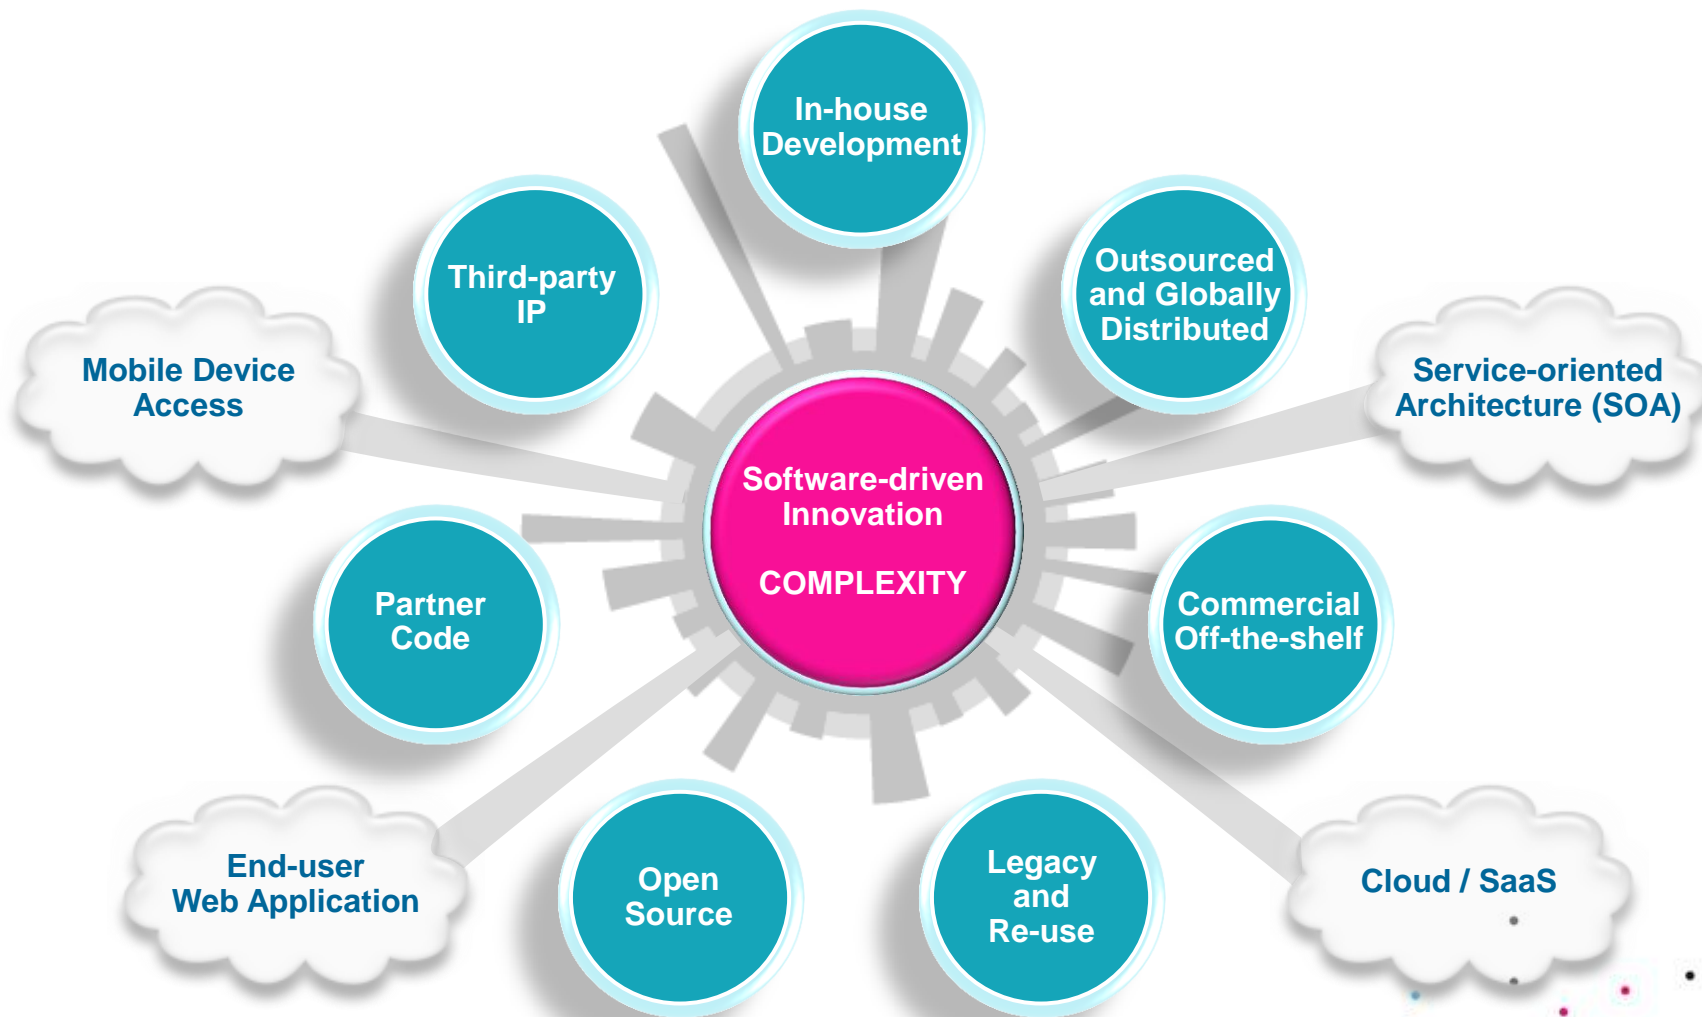 In-house
Development
Third-party
IP
Outsourced
and Globally
Distributed
Mobile Device
Access
Service-oriented
Architecture (SOA)
Software-driven
Innovation
COMPLEXITY
Partner
Code
Commercial
Off-the-shelf
End-user
Web Application
Open
Source
Legacy
and
Re-use
Cloud / SaaS